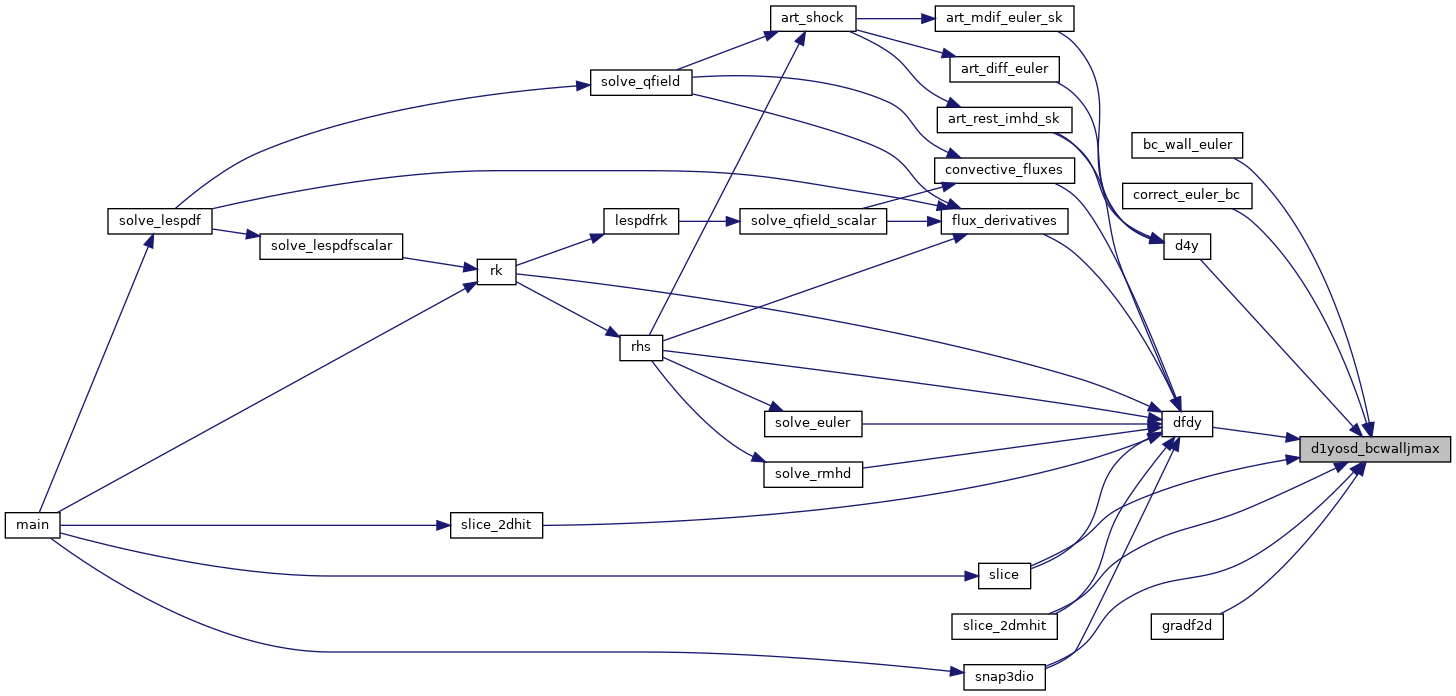 art_shock
art_mdif_euler_sk
art_diff_euler
solve_qfield
art_rest_imhd_sk
bc_wall_euler
convective_fluxes
correct_euler_bc
solve_lespdf
lespdfrk
solve_qfield_scalar
flux_derivatives
solve_lespdfscalar
d4y
rk
rhs
dfdy
solve_euler
d1yosd_bcwalljmax
solve_rmhd
main
slice_2dhit
slice
slice_2dmhit
gradf2d
snap3dio